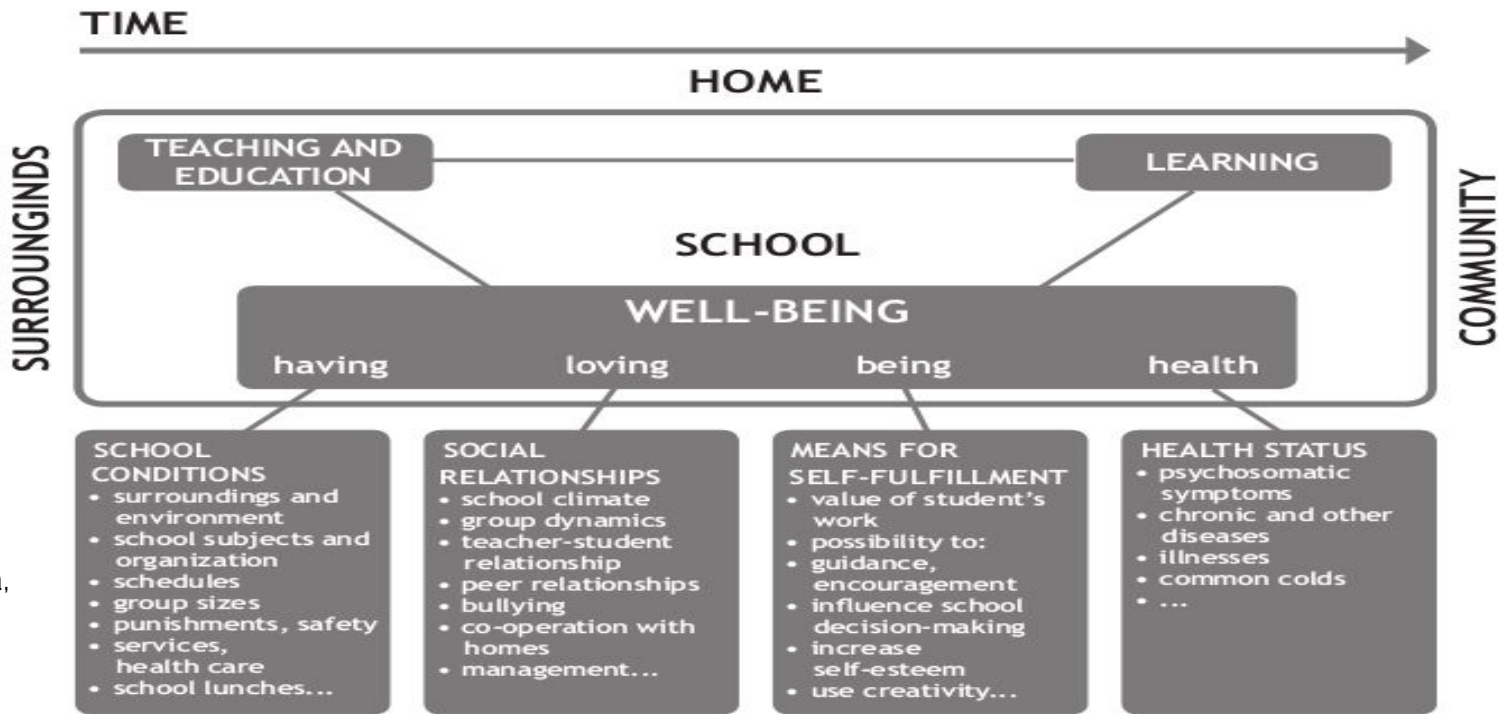 TIME
HOME
SURROUNGINDS
COMMUNITY
TEACHING AND
EDUCATION
LEARNING
SCHOOL
WELL-BEING
having
loving
being
health
SCHOOL
CONDITIONS
• surroundings and
environment
• school subjects and
organization
• schedules
• group sizes
• punishments, safety
• services,
health care
• school lunches...
SOCIAL
RELATIONSHIPS
• school climate
• group dynamics
• teacher-student
relationship
• peer relationships
• bullying
• co-operation with
homes
• management...
MEANS FOR
SELF-FULFILLMENT
• value of student's
work
• possibility to:
• guidance,
encouragement
• influence school
decision-making
• increase
self-esteem
• use creativity...
HEALTH STATUS
• psychosomatic
symptoms
• chronic and other
diseases
• illnesses
• common colds
• ...